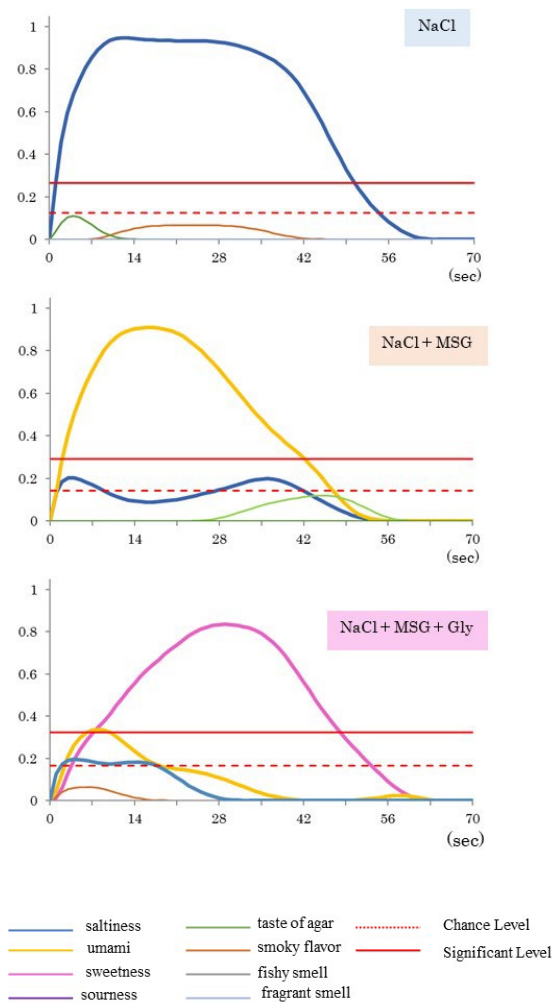 NaCl
1
0.8
0.6
0.4
0.2
0
0 14 28 42 56 70
(sec)
NaCl + MSG
1
0.8
0.6
0.4
0.2
0
0 14 28 42 56 70
(sec)
NaCl + MSG + Gly
1
0.8
0.6
0.4
0.2
0
0 14 28 42 56 70
(sec)
saltiness taste of agar Chance Level
umami smoky flavor Significant Level
sweetness fishy smell
sourness fragrant smell